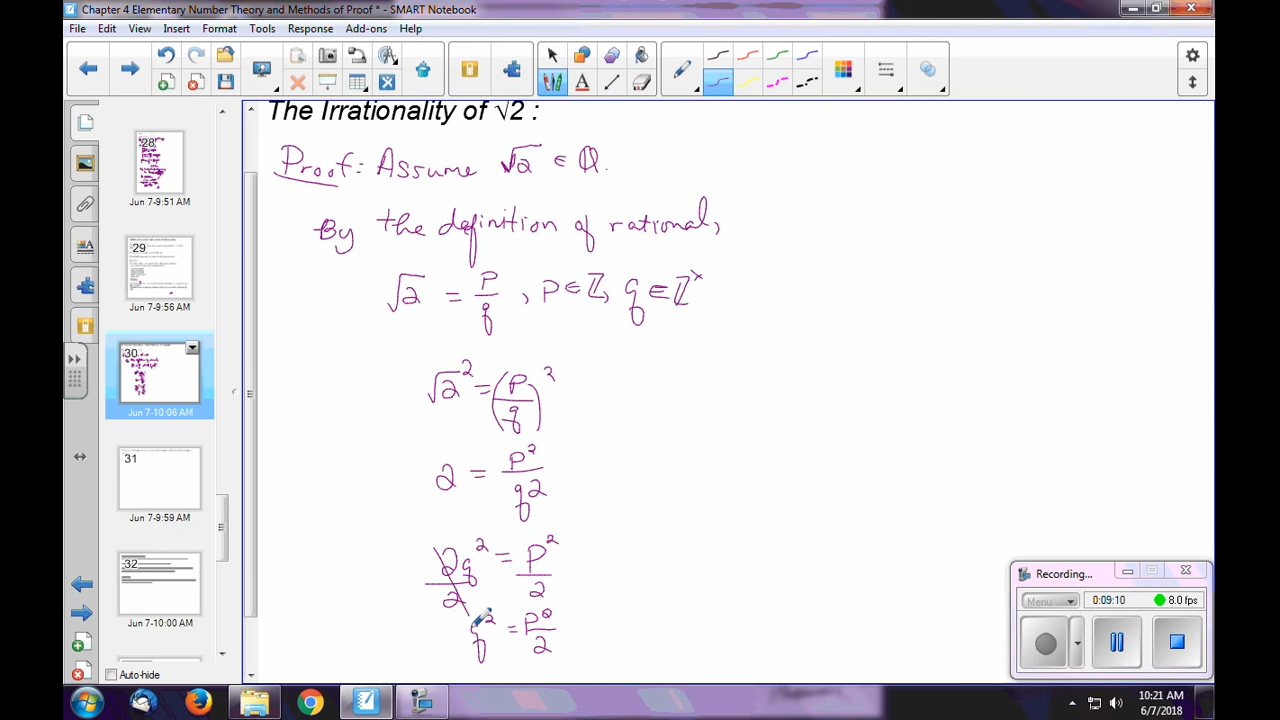 Chapter 4 Elementary Number Theory and Methods of Proof * - SMART Notebook
File Edit View Insert Format Tools Response Add-ons Help
The Irrationality of √2 :
Proof: Assume √2 ∈ ℚ.
By the definition of rational,
√2 = p/q , p ∈ ℤ, q ∈ ℤˣ
√2² = (p/q)²
2 = p²/q²
2q²/2 = p²/2
q² = p²/2
28
Jun 7-9:51 AM
29
Jun 7-9:56 AM
30
Jun 7-10:06 AM
31
Jun 7-9:59 AM
32
Jun 7-10:00 AM
Auto-hide
Recording...
Menu 0:09:10 8.0 fps
10:21 AM
6/7/2018